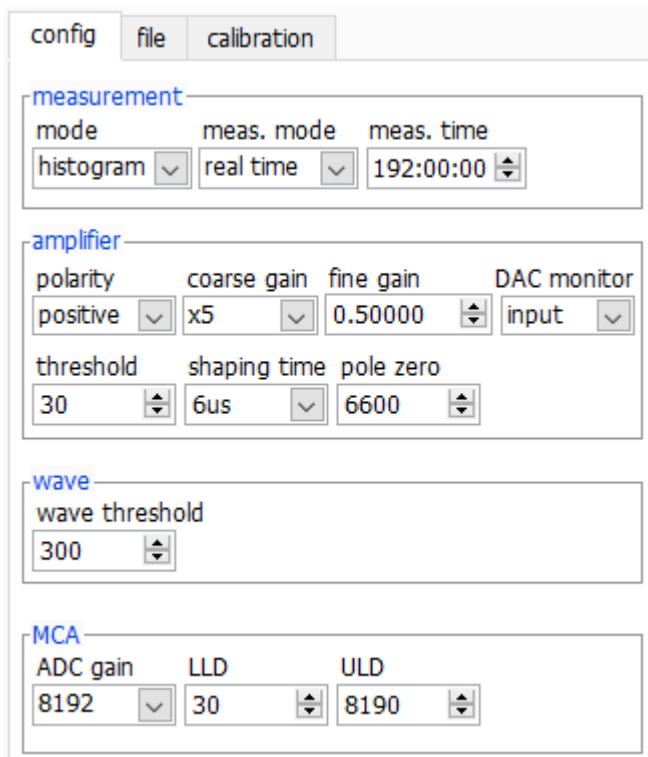 config file calibration
measurement
mode meas. mode meas. time
histogram real time 192:00:00
amplifier
polarity coarse gain fine gain DAC monitor
positive x5 0.50000 input
threshold shaping time pole zero
30 6us 6600
wave
wave threshold
300
MCA
ADC gain LLD ULD
8192 30 8190